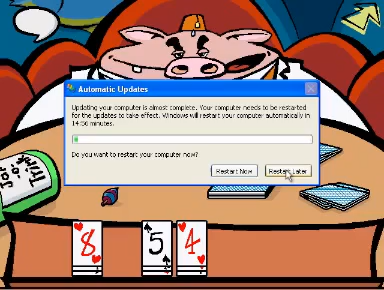 Automatic Updates
Updating your computer is almost complete. Your computer needs to be restarted
for the updates to take effect. Windows will restart your computer automatically in
14:50 minutes.
Do you want to restart your computer now?
Restart Now
Restart Later
8
5
4